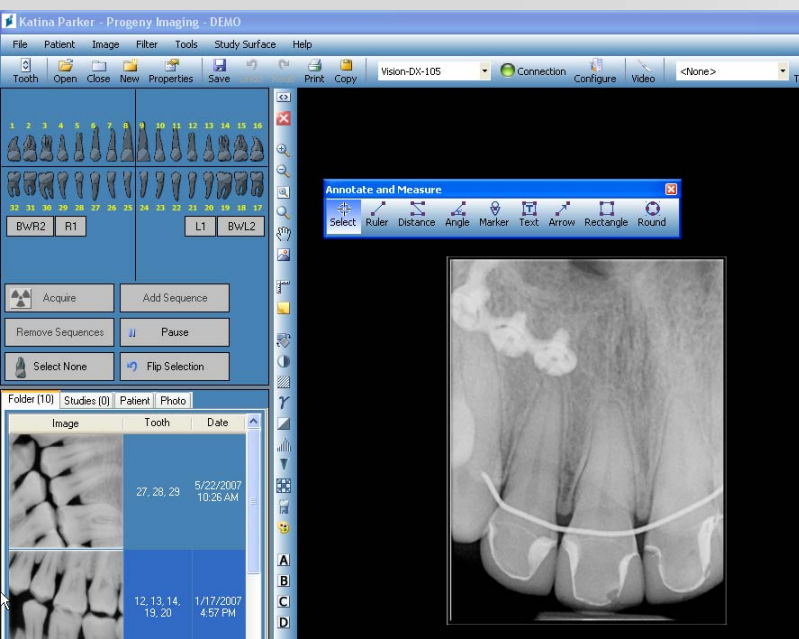 Katina Parker - Progeny Imaging - DEMO
File Patient Image Filter Tools Study Surface Help
Tooth Open Close New Properties Save Print Copy Vision-DX-105 Connection Configure Video <None>
1 2 3 4 5 6 7 8 9 10 11 12 13 14 15 16
32 31 30 29 28 27 26 25 24 23 22 21 20 19 18 17
BWR2 R1 L1 BWL2
Acquire Add Sequence
Remove Sequences Pause
Select None Flip Selection
Folder (10) Studies (0) Patient Photo
Image Tooth Date
27, 28, 29 5/22/2007
10:26 AM
12, 13, 14, 1/17/2007
19, 20 4:57 PM
A
B
C
D
Annotate and Measure
Select Ruler Distance Angle Marker Text Arrow Rectangle Round